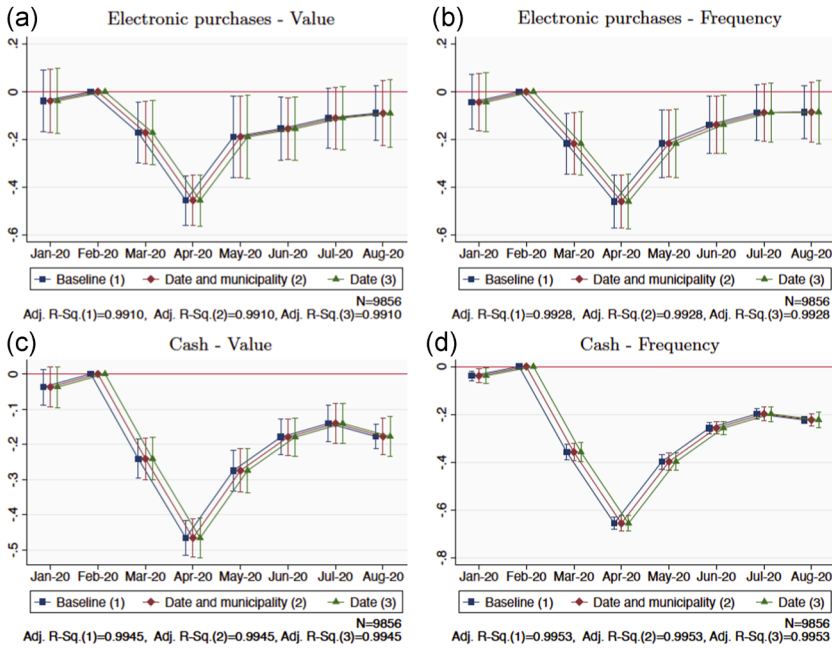 (a)
Electronic purchases - Value
.2
0
-.2
-.4
-.6
Jan-20 Feb-20 Mar-20 Apr-20 May-20 Jun-20 Jul-20 Aug-20
Baseline (1) Date and municipality (2) Date (3)
N=9856
Adj. R-Sq.(1)=0.9910, Adj. R-Sq.(2)=0.9910, Adj. R-Sq.(3)=0.9910
(b)
Electronic purchases - Frequency
.2
0
-.2
-.4
-.6
Jan-20 Feb-20 Mar-20 Apr-20 May-20 Jun-20 Jul-20 Aug-20
Baseline (1) Date and municipality (2) Date (3)
N=9856
Adj. R-Sq.(1)=0.9928, Adj. R-Sq.(2)=0.9928, Adj. R-Sq.(3)=0.9928
(c)
Cash - Value
0
-.1
-.2
-.3
-.4
-.5
Jan-20 Feb-20 Mar-20 Apr-20 May-20 Jun-20 Jul-20 Aug-20
Baseline (1) Date and municipality (2) Date (3)
N=9856
Adj. R-Sq.(1)=0.9945, Adj. R-Sq.(2)=0.9945, Adj. R-Sq.(3)=0.9945
(d)
Cash - Frequency
0
-.2
-.4
-.6
-.8
Jan-20 Feb-20 Mar-20 Apr-20 May-20 Jun-20 Jul-20 Aug-20
Baseline (1) Date and municipality (2) Date (3)
N=9856
Adj. R-Sq.(1)=0.9953, Adj. R-Sq.(2)=0.9953, Adj. R-Sq.(3)=0.9953